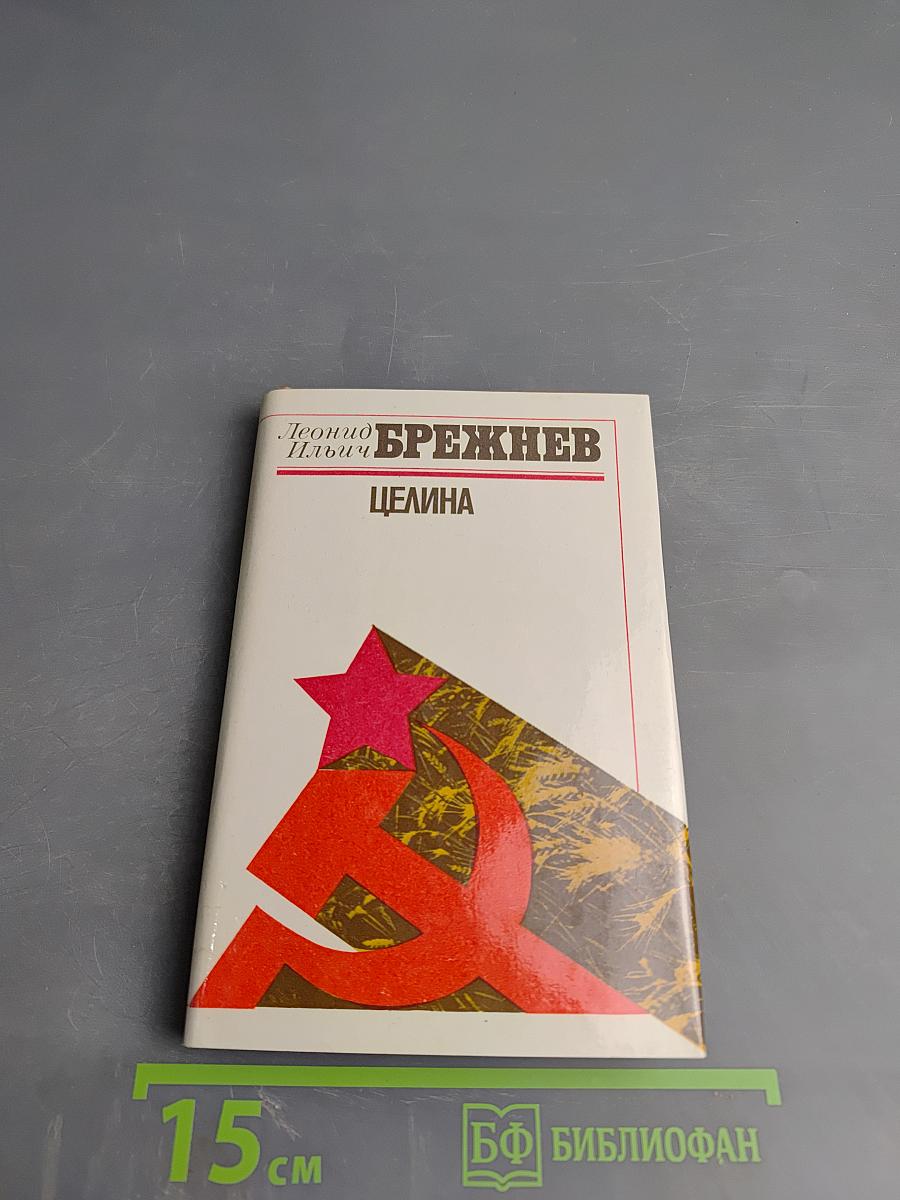 Леонид
Ильич БРЕЖНЕВ
ЦЕЛИНА
15 см
БФ БИБЛИОФАН